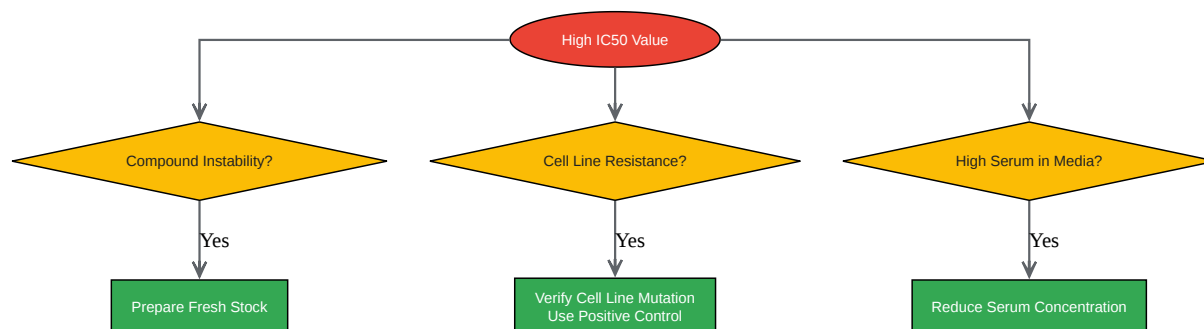 High IC50 Value
Compound Instability?
Cell Line Resistance?
High Serum in Media?
Yes
Yes
Yes
Prepare Fresh Stock
Verify Cell Line Mutation
Use Positive Control
Reduce Serum Concentration